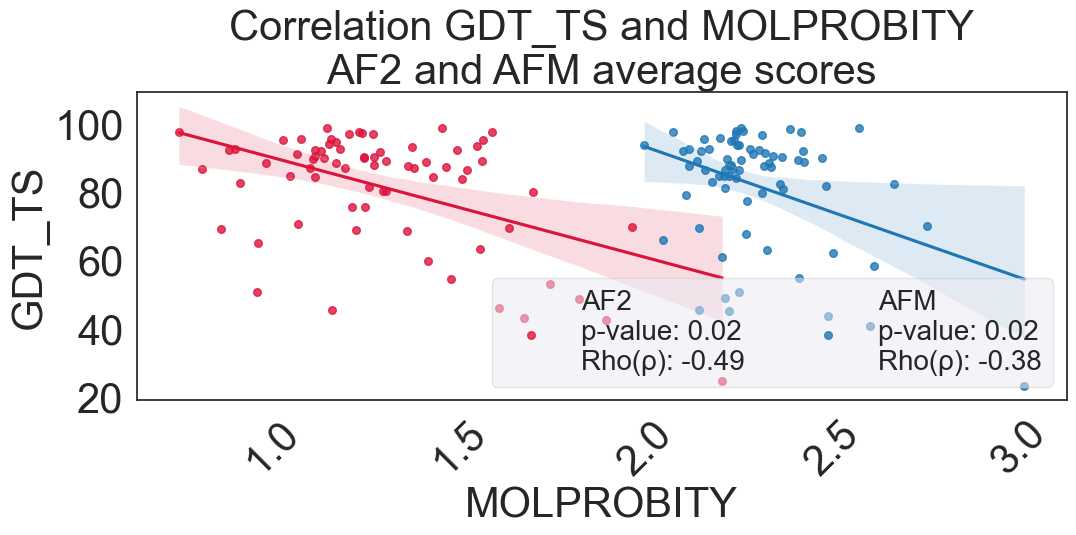 Correlation GDT_TS and MOLPROBITY
AF2 and AFM average scores
GDT_TS
100
80
60
40
20
AF2
p-value: 0.02
Rho(ρ): -0.49
AFM
p-value: 0.02
Rho(ρ): -0.38
1.0
1.5
2.0
2.5
3.0
MOLPROBITY